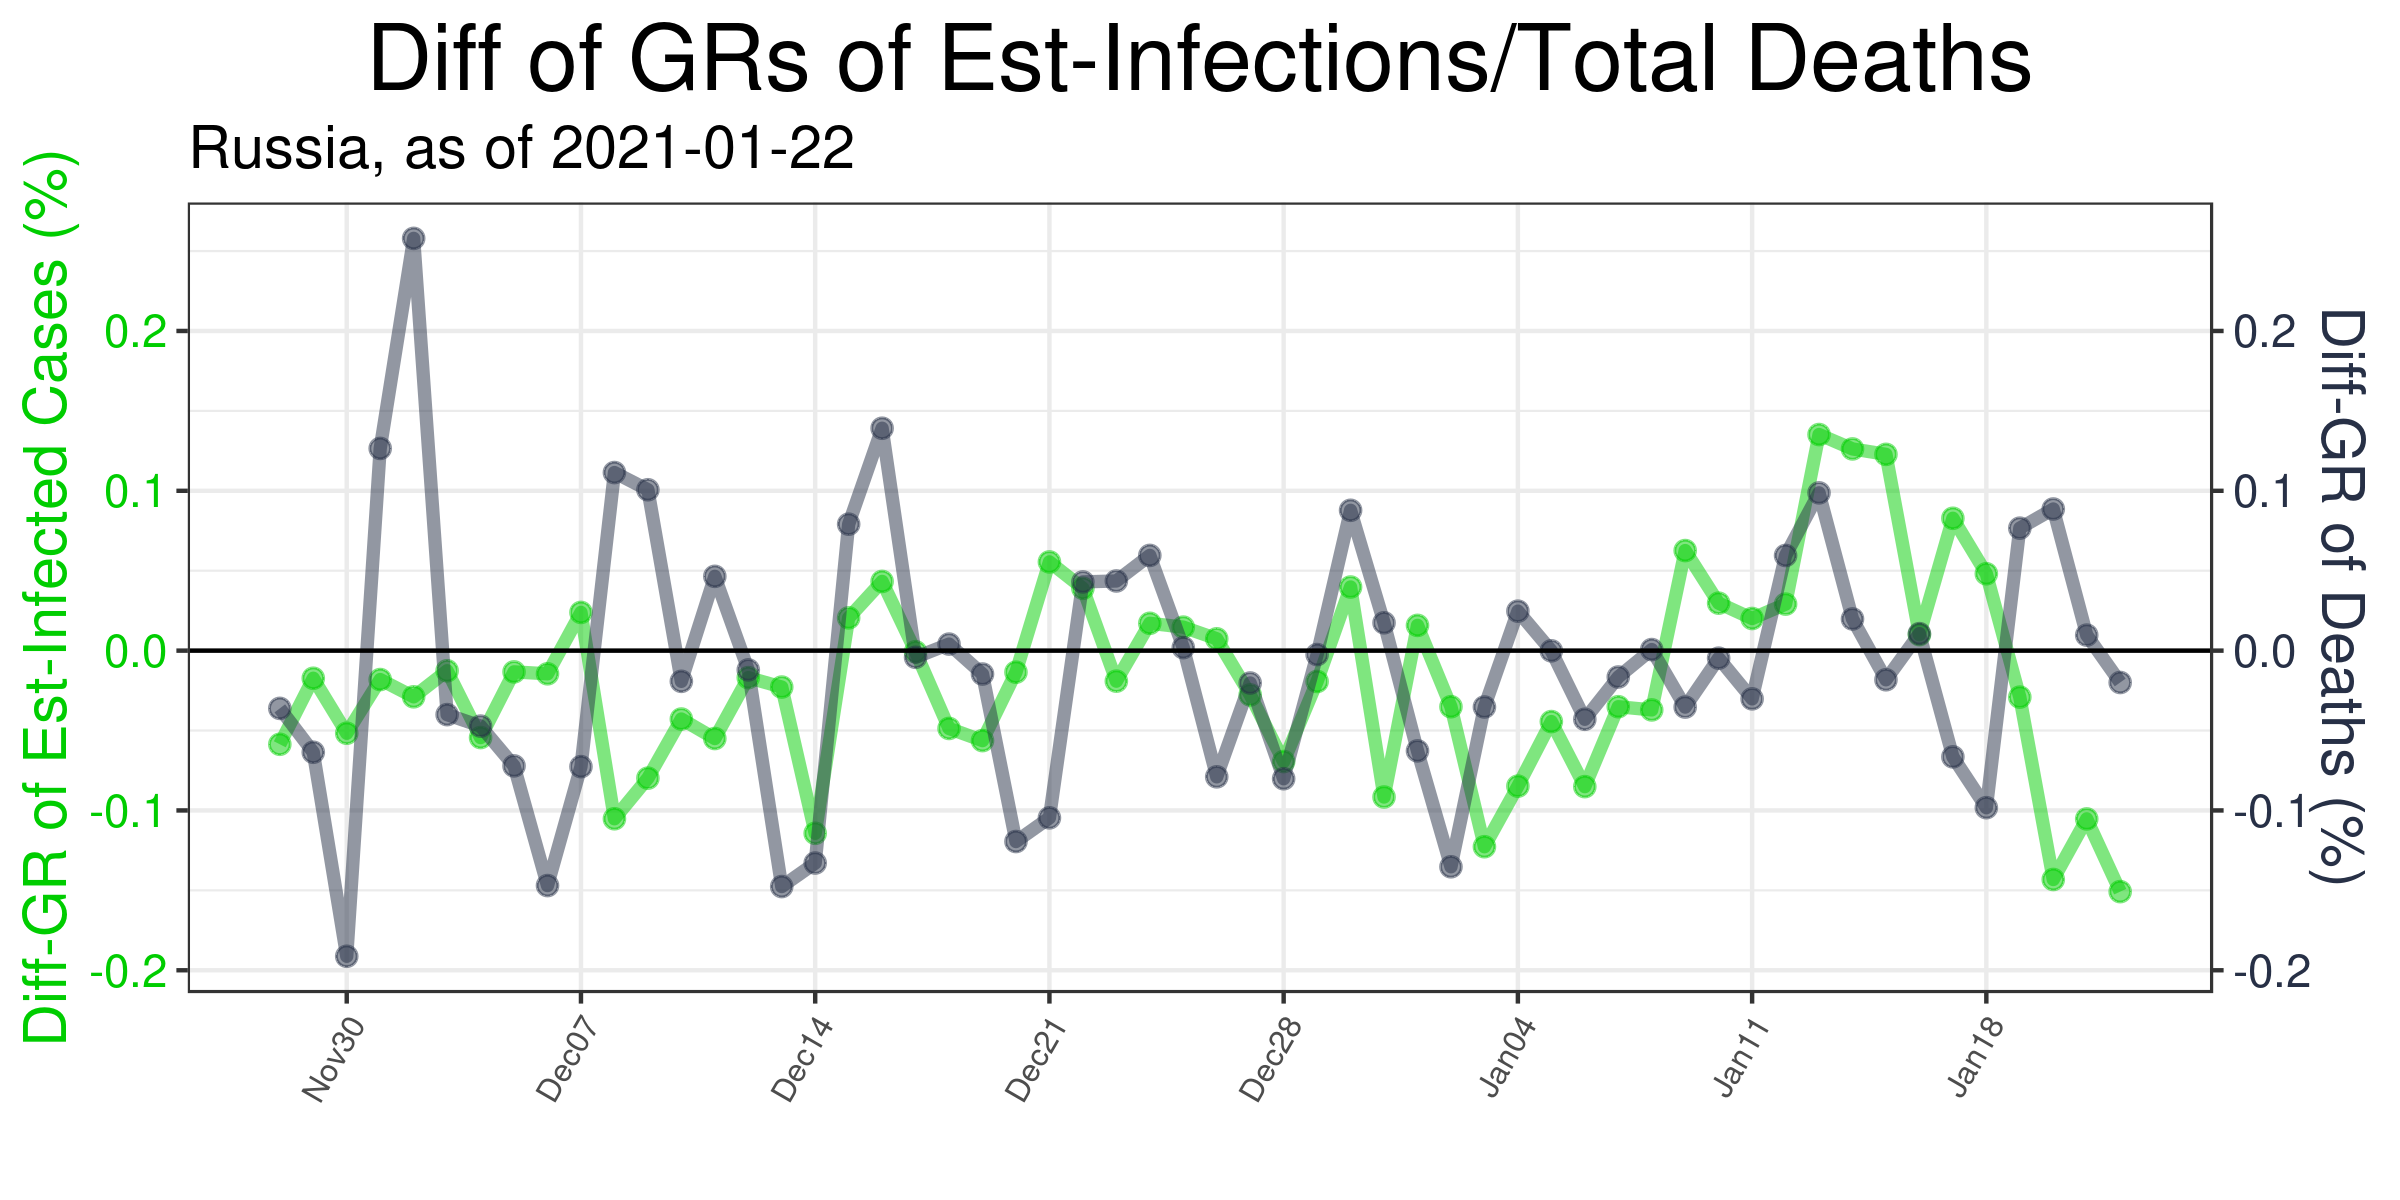 Diff of GRs of Est-Infections/Total Deaths
Russia, as of 2021-01-22
Diff-GR of Est-Infected Cases (%)
0.2
0.1
0.0
-0.1
-0.2
0.2
0.1
0.0
-0.1
-0.2
Diff-GR of Deaths (%)
Nov30
Dec07
Dec14
Dec21
Dec28
Jan04
Jan11
Jan18